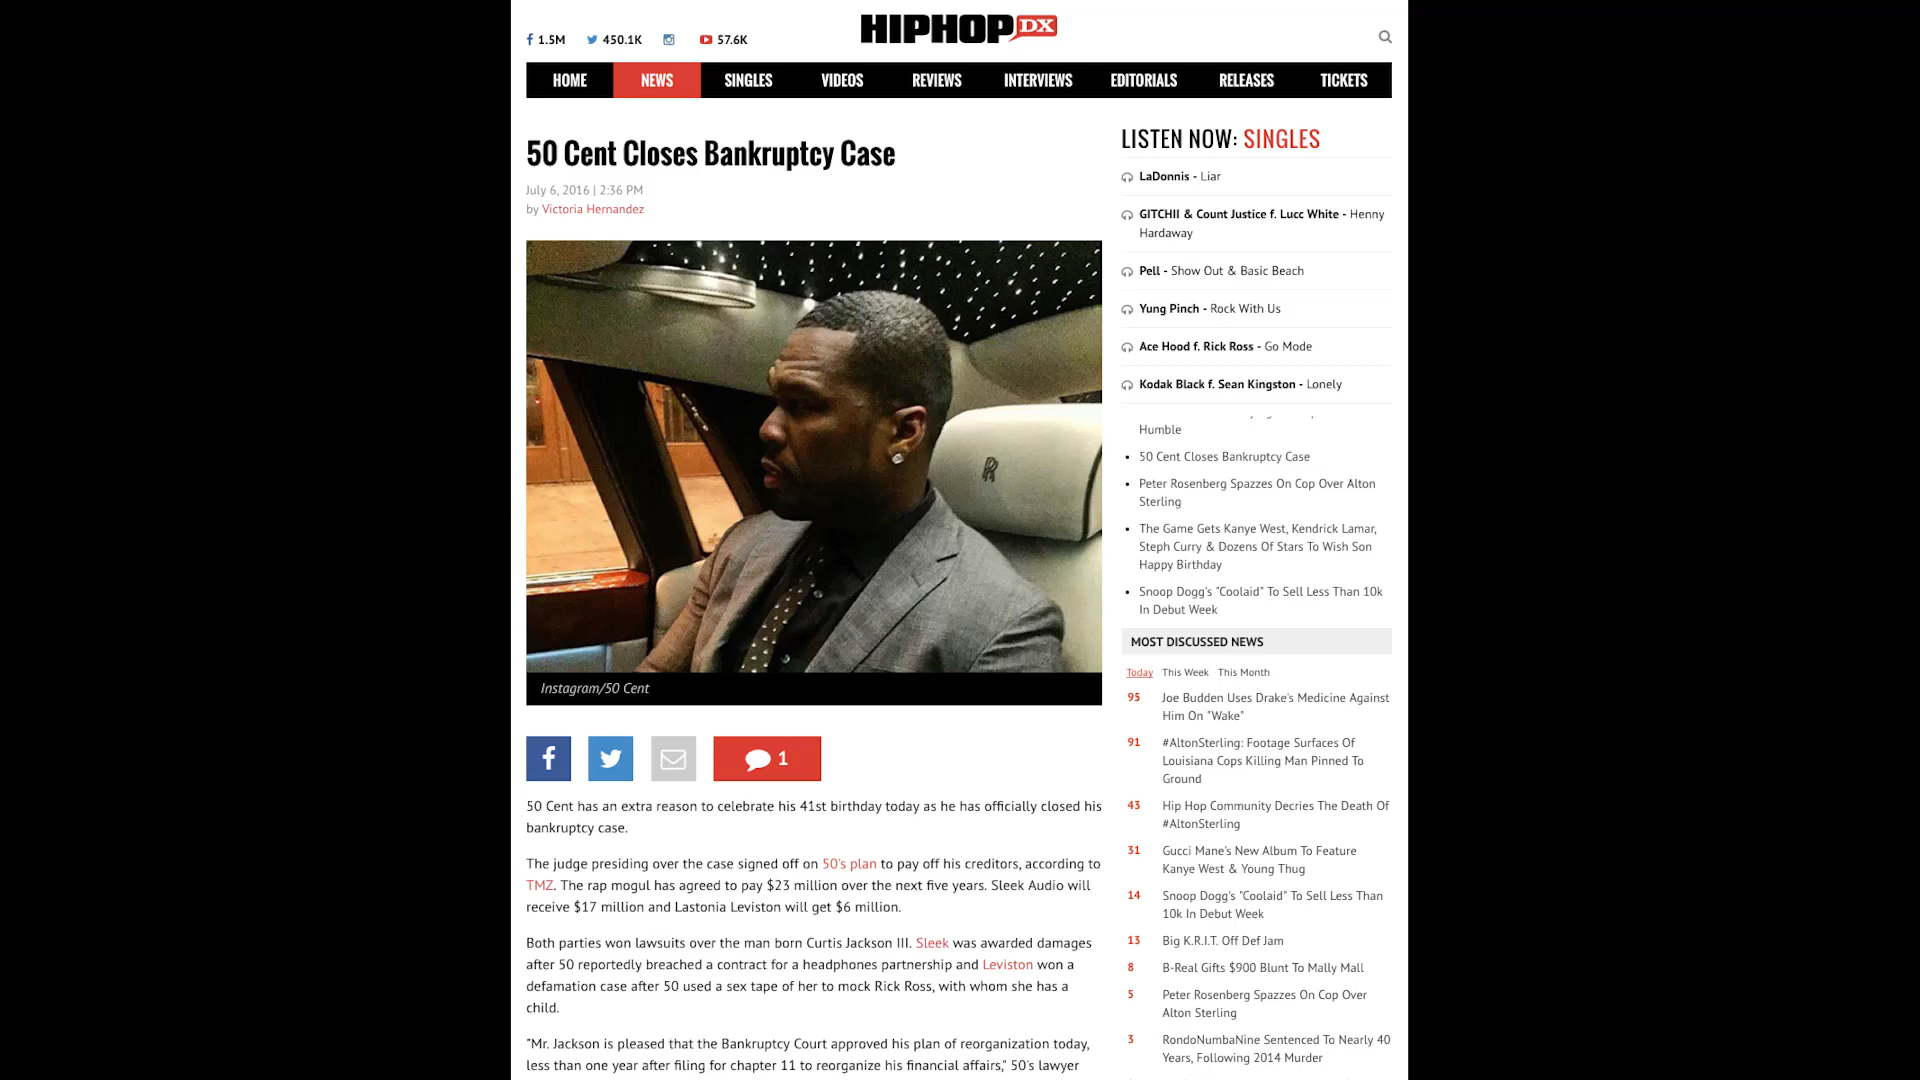 1.5M
450.1K
57.6K
HIPHOPDX
HOME
NEWS
SINGLES
VIDEOS
REVIEWS
INTERVIEWS
EDITORIALS
RELEASES
TICKETS
50 Cent Closes Bankruptcy Case
July 6, 2016 | 2:36 PM
by Victoria Hernandez
Instagram/50 Cent
1
50 Cent has an extra reason to celebrate his 41st birthday today as he has officially closed his
bankruptcy case.
The judge presiding over the case signed off on 50's plan to pay off his creditors, according to
TMZ. The rap mogul has agreed to pay $23 million over the next five years. Sleek Audio will
receive $17 million and Lastonia Leviston will get $6 million.
Both parties won lawsuits over the man born Curtis Jackson III. Sleek was awarded damages
after 50 reportedly breached a contract for a headphones partnership and Leviston won a
defamation case after 50 used a sex tape of her to mock Rick Ross, with whom she has a
child.
"Mr. Jackson is pleased that the Bankruptcy Court approved his plan of reorganization today,
less than one year after filing for chapter 11 to reorganize his financial affairs," 50's lawyer
LISTEN NOW: SINGLES
LaDonnis - Liar
GITCHII & Count Justice f. Lucc White - Henny
Hardaway
Pell - Show Out & Basic Beach
Yung Pinch - Rock With Us
Ace Hood f. Rick Ross - Go Mode
Kodak Black f. Sean Kingston - Lonely
Humble
50 Cent Closes Bankruptcy Case
Peter Rosenberg Spazzes On Cop Over Alton
Sterling
The Game Gets Kanye West, Kendrick Lamar,
Steph Curry & Dozens Of Stars To Wish Son
Happy Birthday
Snoop Dogg's "Coolaid" To Sell Less Than 10k
In Debut Week
MOST DISCUSSED NEWS
Today This Week This Month
95 Joe Budden Uses Drake's Medicine Against
Him On "Wake"
91 #AltonSterling: Footage Surfaces Of
Louisiana Cops Killing Man Pinned To
Ground
43 Hip Hop Community Decries The Death Of
#AltonSterling
31 Gucci Mane's New Album To Feature
Kanye West & Young Thug
14 Snoop Dogg's "Coolaid" To Sell Less Than
10k In Debut Week
13 Big K.R.I.T. Off Def Jam
8 B-Real Gifts $900 Blunt To Mally Mall
5 Peter Rosenberg Spazzes On Cop Over
Alton Sterling
3 RondoNumbaNine Sentenced To Nearly 40
Years, Following 2014 Murder